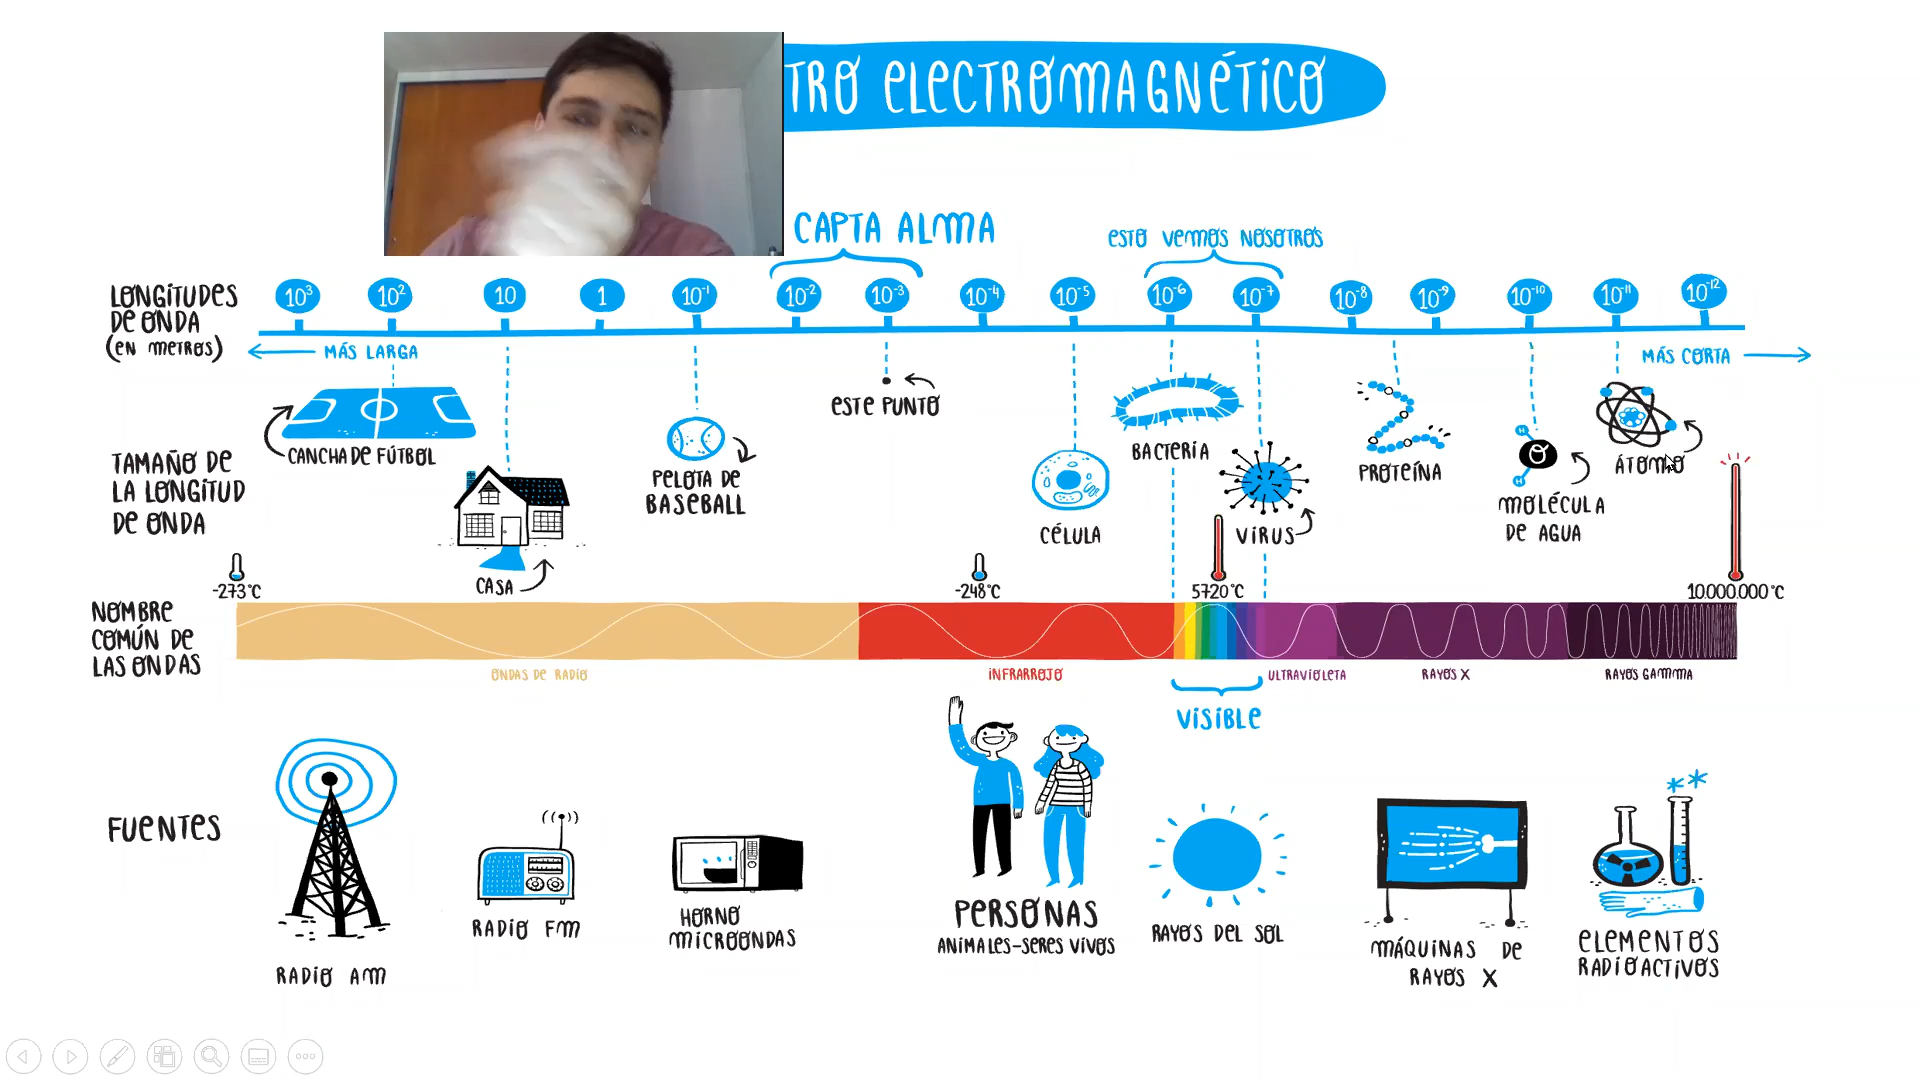 TRO ELECTROMAGNÉTICO
CAPTA ALMA
ESTO VEMOS NOSOTROS
LONGITUDES
DE ONDA
(EN METROS)
10³ 10² 10 1 10⁻¹ 10⁻² 10⁻³ 10⁻⁴ 10⁻⁵ 10⁻⁶ 10⁻⁷ 10⁻⁸ 10⁻⁹ 10⁻¹⁰ 10⁻¹¹ 10⁻¹²
MÁS LARGA
MÁS CORTA
TAMAÑO DE
LA LONGITUD
DE ONDA
CANCHA DE FÚTBOL
CASA
PELOTA DE
BASEBALL
ESTE PUNTO
CÉLULA
BACTERIA
VIRUS
PROTEÍNA
H
O
H
MOLÉCULA
DE AGUA
ÁTOMO
-273°C
-248°C
5720°C
10.000.000°C
NOMBRE
COMÚN DE
LAS ONDAS
ONDAS DE RADIO
INFRARROJO
VISIBLE
ULTRAVIOLETA
RAYOS X
RAYOS GAMMA
FUENTES
RADIO AM
RADIO FM
HORNO
MICROONDAS
PERSONAS
ANIMALES-SERES VIVOS
RAYOS DEL SOL
MÁQUINAS DE
RAYOS X
ELEMENTOS
RADIOACTIVOS